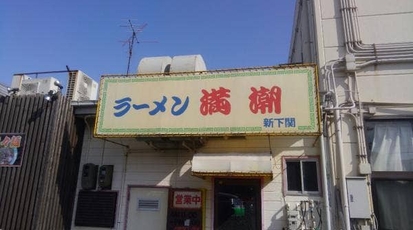 ラーメン 満潮
新下関
営業中